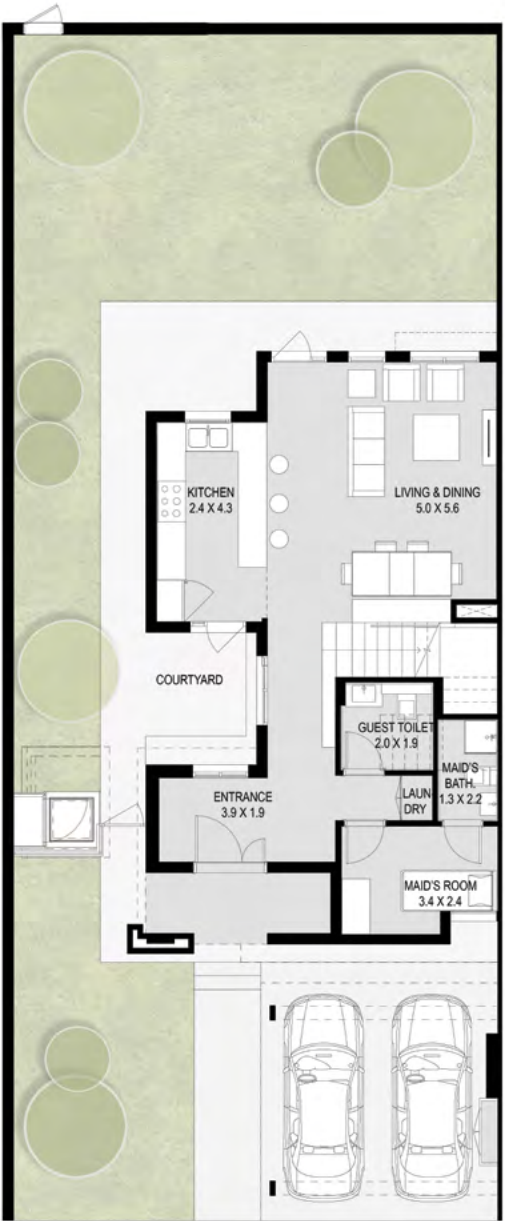 KITCHEN
2.4 X 4.3
LIVING & DINING
5.0 X 5.6
COURTYARD
GUEST TOILET
2.0 X 1.9
MAID'S
BATH.
1.3 X 2.2
ENTRANCE
3.9 X 1.9
LAUN
DRY
MAID'S ROOM
3.4 X 2.4